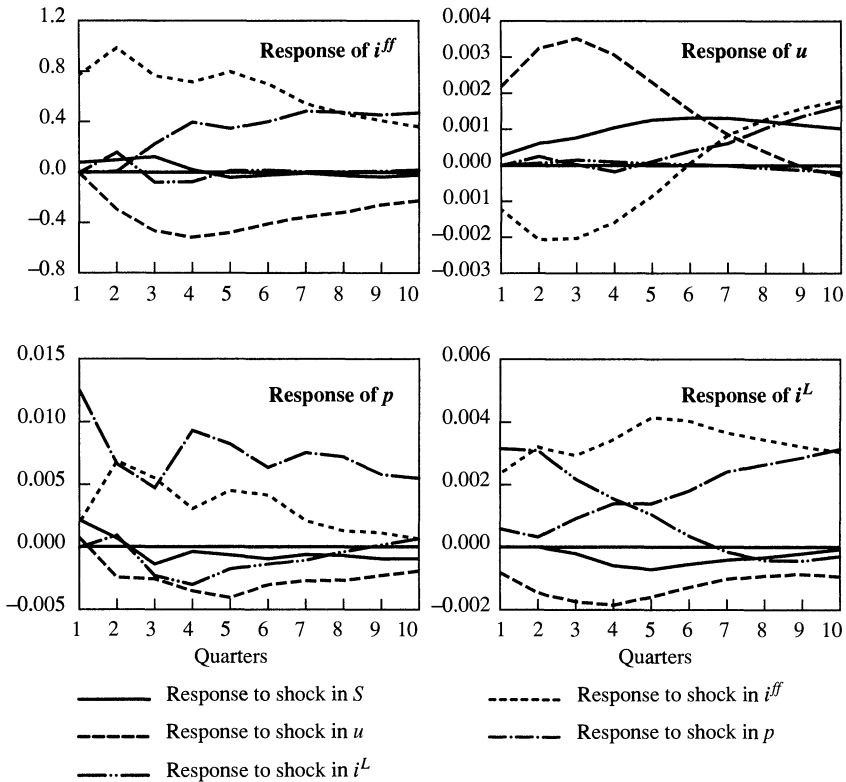 Response of i^ff
1.2
0.8
0.4
0.0
–0.4
–0.8
1 2 3 4 5 6 7 8 9 10
Response of u
0.004
0.003
0.002
0.001
0.000
0.001
–0.002
–0.003
1 2 3 4 5 6 7 8 9 10
Response of p
0.015
0.010
0.005
0.000
–0.005
1 2 3 4 5 6 7 8 9 10
Quarters
Response of i^L
0.006
0.004
0.002
0.000
–0.002
1 2 3 4 5 6 7 8 9 10
Quarters
Response to shock in S
Response to shock in u
Response to shock in i^L
Response to shock in i^ff
Response to shock in p